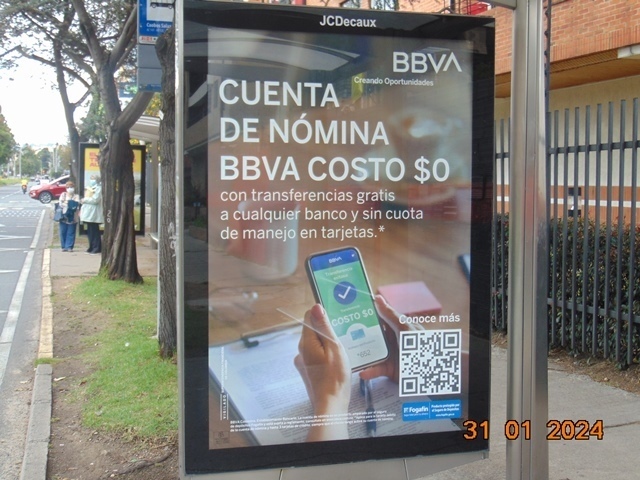 JCDecaux
BBVA
Creando Oportunidades
CUENTA
DE NÓMINA
BBVA COSTO $0
con transferencias gratis
a cualquier banco y sin cuota
de manejo en tarjetas.*
BBVA
COSTO $0
Conoce más
Fogafín
31 01 2024